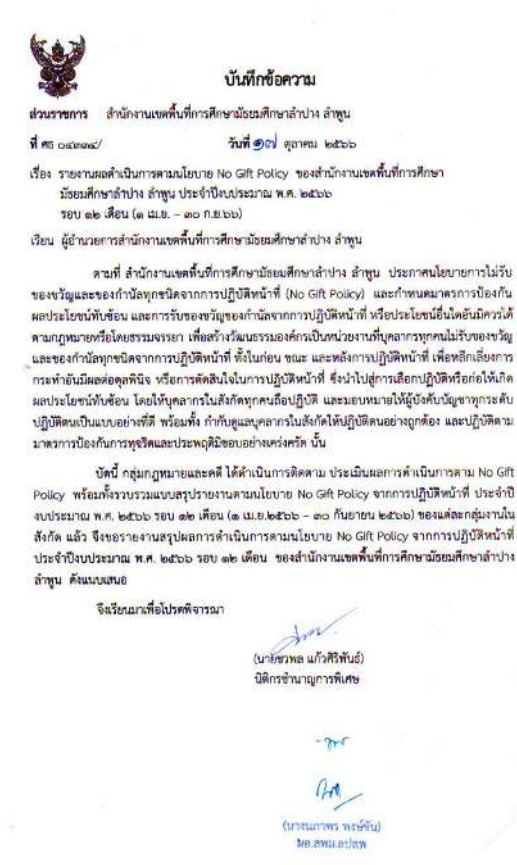 บันทึกข้อความ
ส่วนราชการ สำนักงานเขตพื้นที่การศึกษามัธยมศึกษาลำปาง ลำพูน
ที่ ศธ ๐๔๓๓๔/ วันที่ ๑๗ ตุลาคม ๒๕๖๖
เรื่อง รายงานผลดำเนินการตามนโยบาย No Gift Policy ของสำนักงานเขตพื้นที่การศึกษา
มัธยมศึกษาลำปาง ลำพูน ประจำปีงบประมาณ พ.ศ. ๒๕๖๖
รอบ ๑๒ เดือน (๑ เม.ย. – ๓๐ ก.ย.๖๖)
เรียน ผู้อำนวยการสำนักงานเขตพื้นที่การศึกษามัธยมศึกษาลำปาง ลำพูน
ตามที่ สำนักงานเขตพื้นที่การศึกษามัธยมศึกษาลำปาง ลำพูน ประกาศนโยบายการไม่รับ
ของขวัญและของกำนัลทุกชนิดจากการปฏิบัติหน้าที่ (No Gift Policy) และกำหนดมาตรการป้องกัน
ผลประโยชน์ทับซ้อน และการรับของขวัญของกำนัลจากการปฏิบัติหน้าที่ หรือประโยชน์อื่นใดอันมิควรได้
ตามกฎหมายหรือโดยธรรมจรรยา เพื่อสร้างวัฒนธรรมองค์กรเป็นหน่วยงานที่บุคลากรทุกคนไม่รับของขวัญ
และของกำนัลทุกชนิดจากการปฏิบัติหน้าที่ ทั้งในก่อน ขณะ และหลังการปฏิบัติหน้าที่ เพื่อหลีกเลี่ยงการ
กระทำอันมีผลต่อดุลพินิจ หรือการตัดสินใจในการปฏิบัติหน้าที่ ซึ่งนำไปสู่การเลือกปฏิบัติหรือก่อให้เกิด
ผลประโยชน์ทับซ้อน โดยให้บุคลากรในสังกัดทุกคนถือปฏิบัติ และมอบหมายให้ผู้บังคับบัญชาทุกระดับ
ปฏิบัติตนเป็นแบบอย่างที่ดี พร้อมทั้ง กำกับดูแลบุคลากรในสังกัดให้ปฏิบัติตนอย่างถูกต้อง และปฏิบัติตาม
มาตรการป้องกันการทุจริตและประพฤติมิชอบอย่างเคร่งครัด นั้น
บัดนี้ กลุ่มกฎหมายและคดี ได้ดำเนินการติดตาม ประเมินผลการดำเนินการตาม No Gift
Policy พร้อมทั้งรวบรวมแบบสรุปรายงานตามนโยบาย No Gift Policy จากการปฏิบัติหน้าที่ ประจำปี
งบประมาณ พ.ศ. ๒๕๖๖ รอบ ๑๒ เดือน (๑ เม.ย.๒๕๖๖ – ๓๐ กันยายน ๒๕๖๖) ของแต่ละกลุ่มงานใน
สังกัด แล้ว จึงขอรายงานสรุปผลการดำเนินการตามนโยบาย No Gift Policy จากการปฏิบัติหน้าที่
ประจำปีงบประมาณ พ.ศ. ๒๕๖๖ รอบ ๑๒ เดือน ของสำนักงานเขตพื้นที่การศึกษามัธยมศึกษาลำปาง
ลำพูน ดังแนบเสนอ
จึงเรียนมาเพื่อโปรดพิจารณา
(นายชวพล แก้วศิริพันธ์)
นิติกรชำนาญการพิเศษ
(นางนภาพร พงษ์ขัน)
ผอ.สพม.ลปลพ